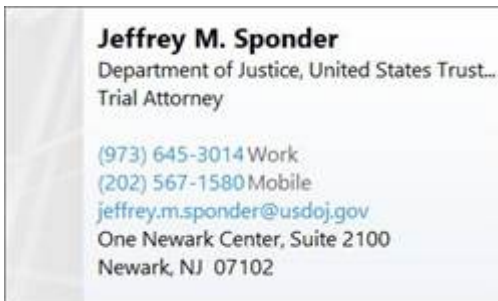 Jeffrey M. Sponder
Department of Justice, United States Trust...
Trial Attorney
(973) 645-3014 Work
(202) 567-1580 Mobile
jeffrey.m.sponder@usdoj.gov
One Newark Center, Suite 2100
Newark, NJ 07102